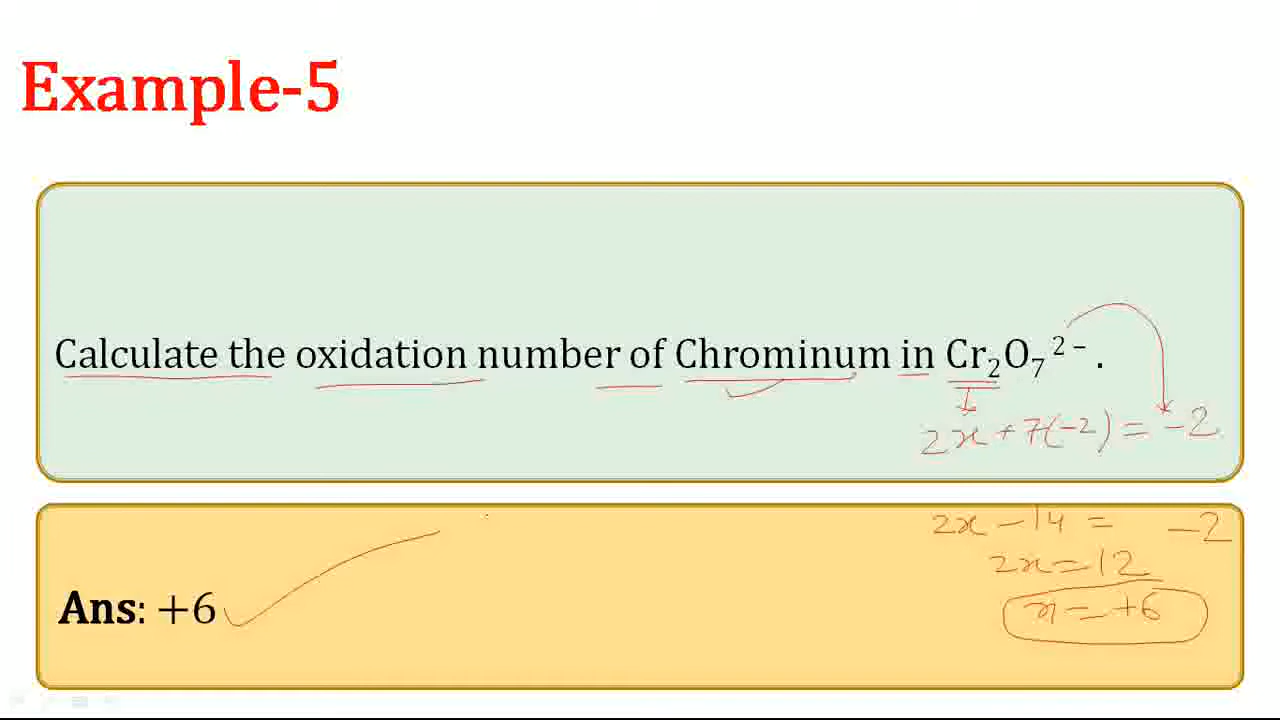 Example-5
Calculate the oxidation number of Chrominum in Cr₂O₇²⁻.
2x + 7(-2) = -2
2x - 14 = -2
2x = 12
x = +6
Ans: +6